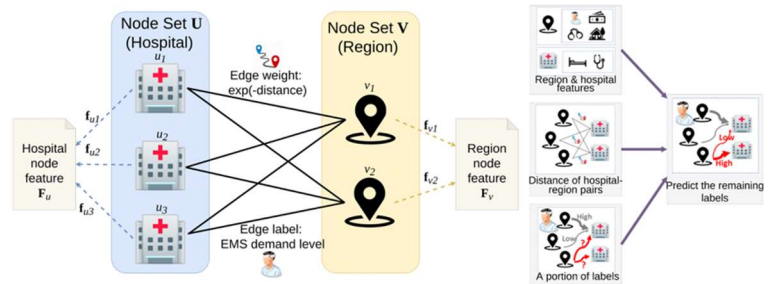 Node Set U
(Hospital)
u1
u2
u3
Hospital
node
feature
Fu
fu1
fu2
fu3
Edge weight:
exp(-distance)
Edge label:
EMS demand level
Node Set V
(Region)
v1
v2
fv1
fv2
Region
node
feature
Fv
Region & hospital
features
Distance of hospital-
region pairs
High
Low
?
?
A portion of labels
Low
High
Predict the remaining
labels